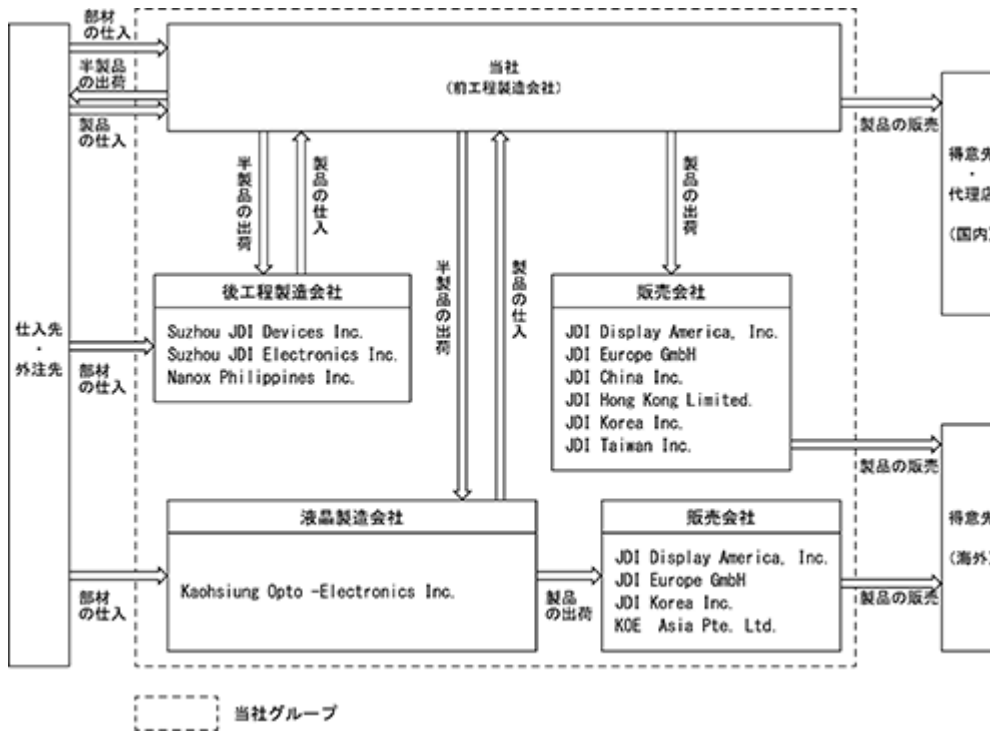 部材
の仕入
半製品
の出荷
製品
の仕入
当社
(前工程製造会社)
製品の販売
得意先
・
代理店
(国内)
半製品の出荷
製品の仕入
半製品の出荷
製品の仕入
製品の出荷
仕入先
・
外注先
部材
の仕入
後工程製造会社
Suzhou JDI Devices Inc.
Suzhou JDI Electronics Inc.
Nanox Philippines Inc.
販売会社
JDI Display America, Inc.
JDI Europe GmbH
JDI China Inc.
JDI Hong Kong Limited.
JDI Korea Inc.
JDI Taiwan Inc.
製品の販売
得意先
(海外)
部材
の仕入
液晶製造会社
Kaohsiung Opto -Electronics Inc.
製品
の出荷
販売会社
JDI Display America, Inc.
JDI Europe GmbH
JDI Korea Inc.
KOE Asia Pte. Ltd.
製品の販売
当社グループ